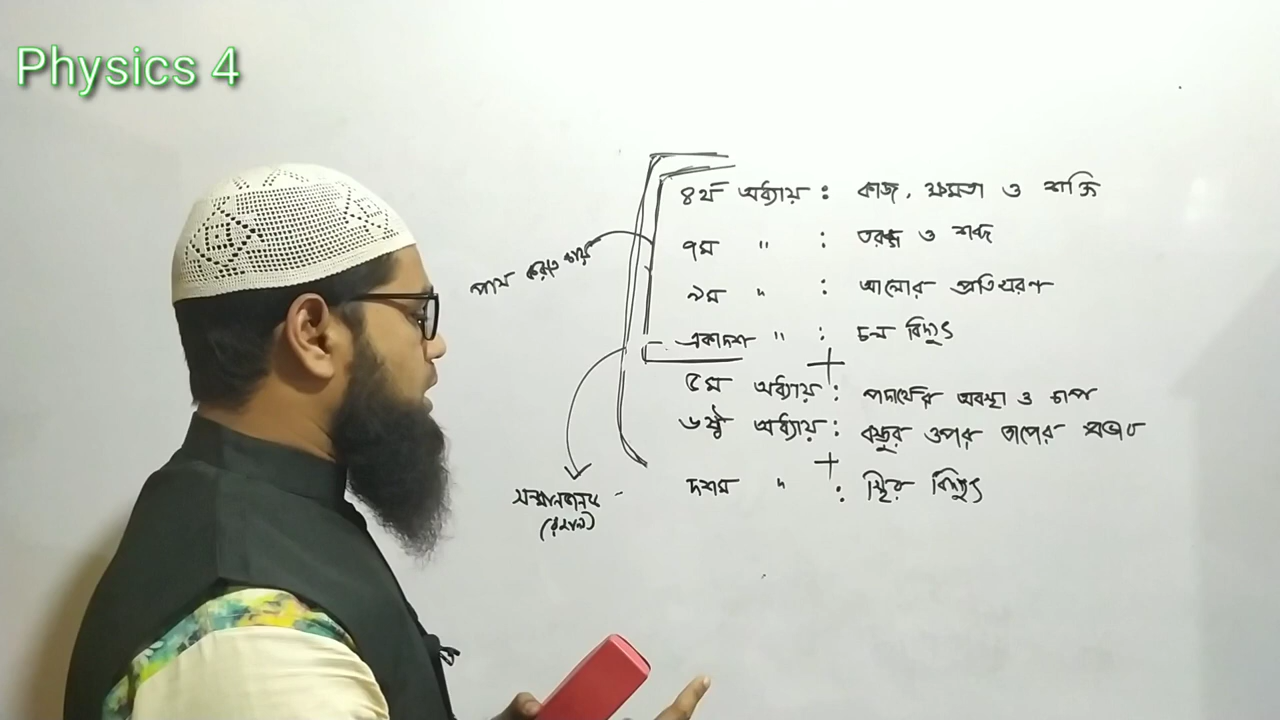 Physics 4
৪র্থ অধ্যায় : কাজ, ক্ষমতা ও শক্তি
৭ম " : তরঙ্গ ও শব্দ
পাস করতে চায়
৯ম " : আলোর প্রতিসরণ
একাদশ " : চল বিদ্যুৎ
+
৫ম অধ্যায় : পদার্থের অবস্থা ও চাপ
৬ষ্ঠ অধ্যায় : বস্তুর ওপর তাপের প্রভাব
+
দশম " : স্থির বিদ্যুৎ